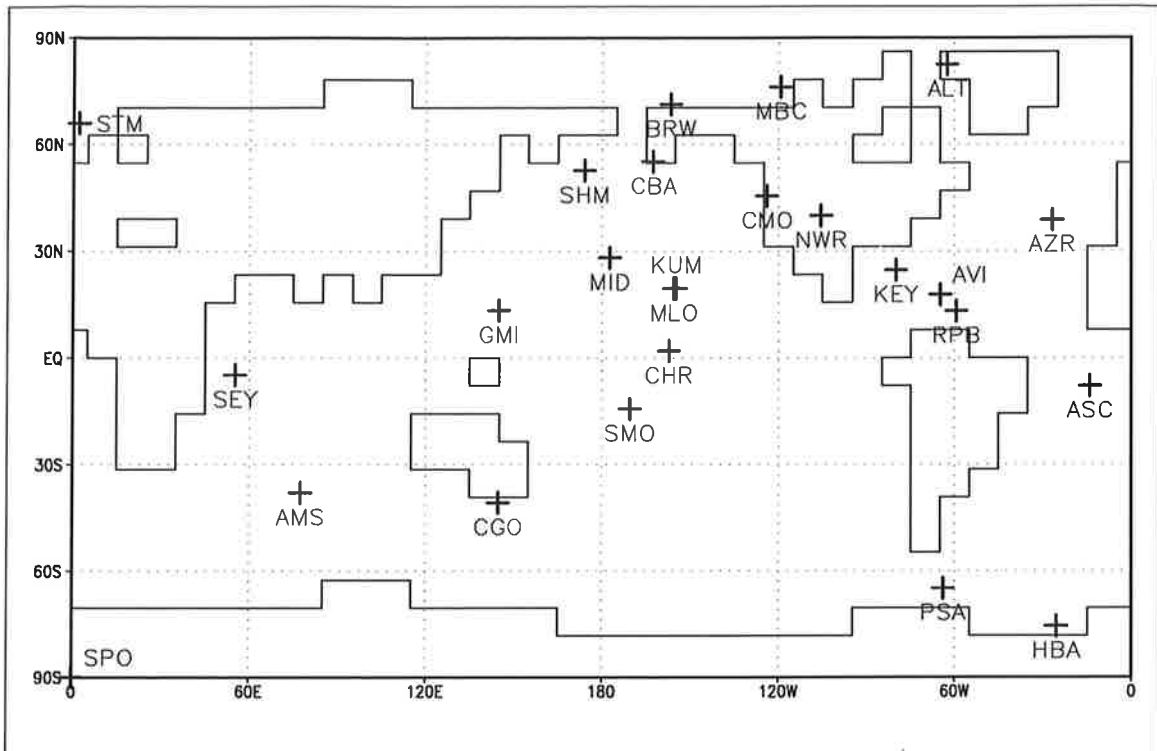 90N
ALT
MBC
STM
BRW
60N
SHM
CBA
CMO
NWR
AZR
30N
MID
KUM
KEY
AVI
GMI
MLO
RPB
EQ
CHR
SEY
ASC
SMO
30S
AMS
CGO
60S
PSA
HBA
SPO
90S
0
60E
120E
180
120W
60W
0